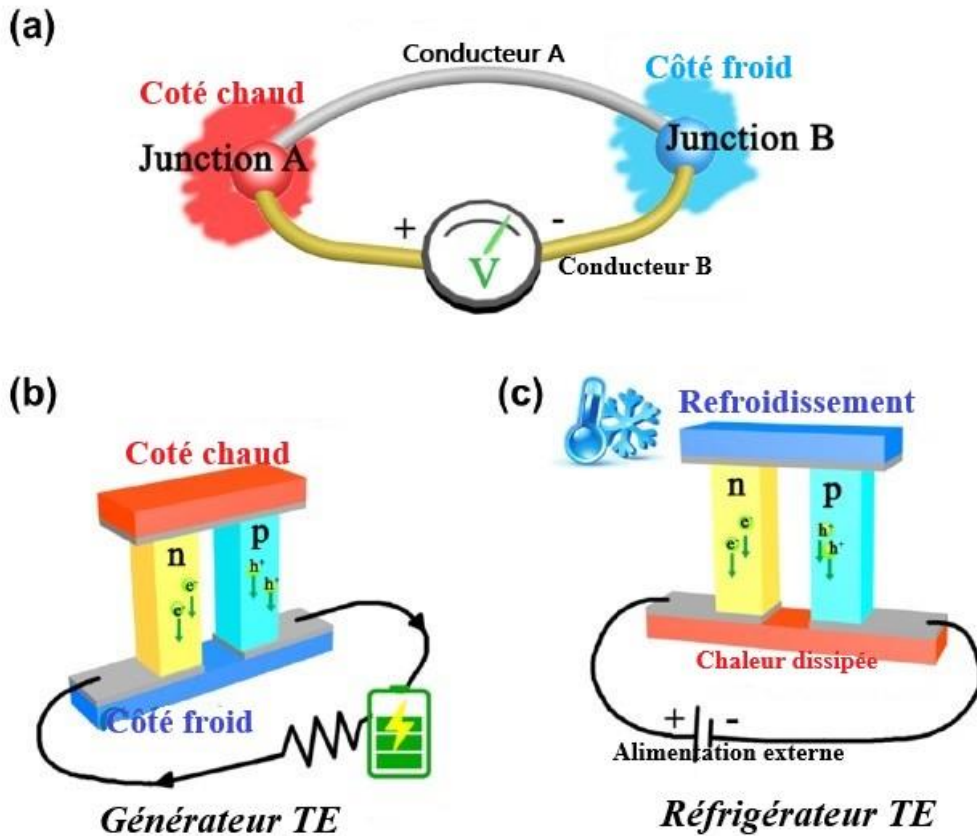 (a)
Conducteur A
Coté chaud
Côté froid
Junction A
Junction B
+
-
V
Conducteur B
(b)
Coté chaud
n
p
e-
e-
h+
h+
Côté froid
Générateur TE
(c)
Refroidissement
n
p
e-
e-
h+
h+
Chaleur dissipée
+
-
Alimentation externe
Réfrigérateur TE